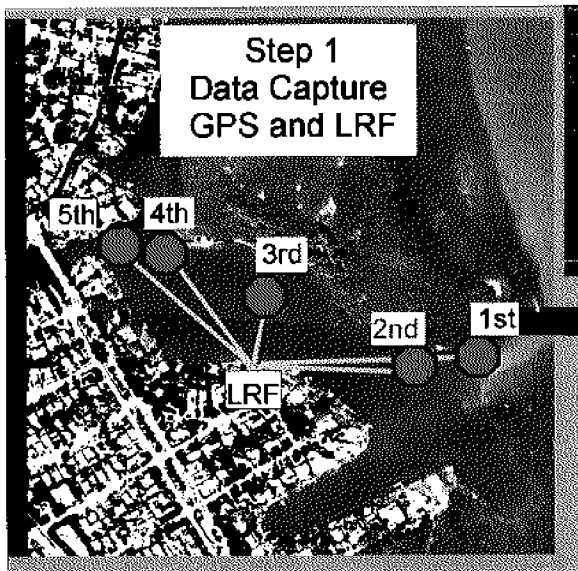 Step 1
Data Capture
GPS and LRF
5th
4th
3rd
2nd
1st
LRF